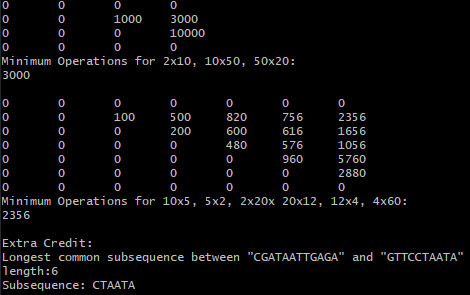 0 0 0 0
0 0 1000 3000
0 0 0 10000
0 0 0 0
Minimum Operations for 2x10, 10x50, 50x20:
3000
0 0 0 0 0 0 0
0 0 100 500 820 756 2356
0 0 0 200 600 616 1656
0 0 0 0 480 576 1056
0 0 0 0 0 960 5760
0 0 0 0 0 0 2880
0 0 0 0 0 0 0
Minimum Operations for 10x5, 5x2, 2x20x 20x12, 12x4, 4x60:
2356
Extra Credit:
Longest common subsequence between "CGATAATTGAGA" and "GTTCCTAATA"
length:6
Subsequence: CTAATA